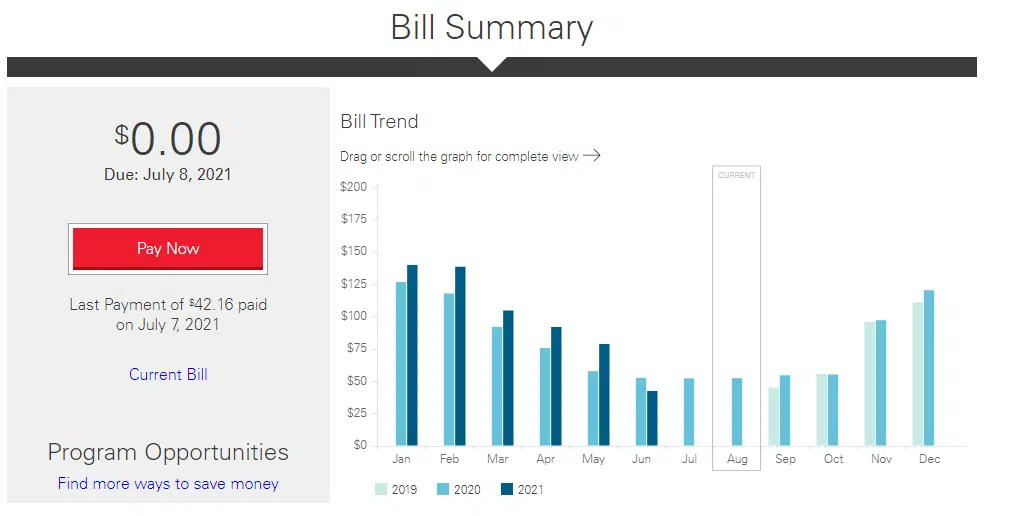 Bill Summary
$0.00
Due: July 8, 2021
Pay Now
Last Payment of $42.16 paid
on July 7, 2021
Current Bill
Program Opportunities
Find more ways to save money
Bill Trend
Drag or scroll the graph for complete view →
CURRENT
$200
$175
$150
$125
$100
$75
$50
$25
$0
Jan Feb Mar Apr May Jun Jul Aug Sep Oct Nov Dec
2019 2020 2021